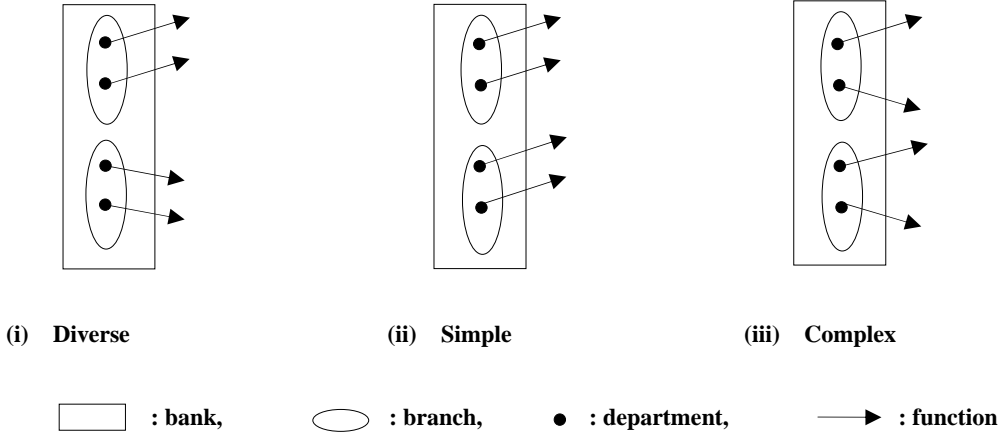 (i) Diverse (ii) Simple (iii) Complex
: bank, : branch, : department, : function